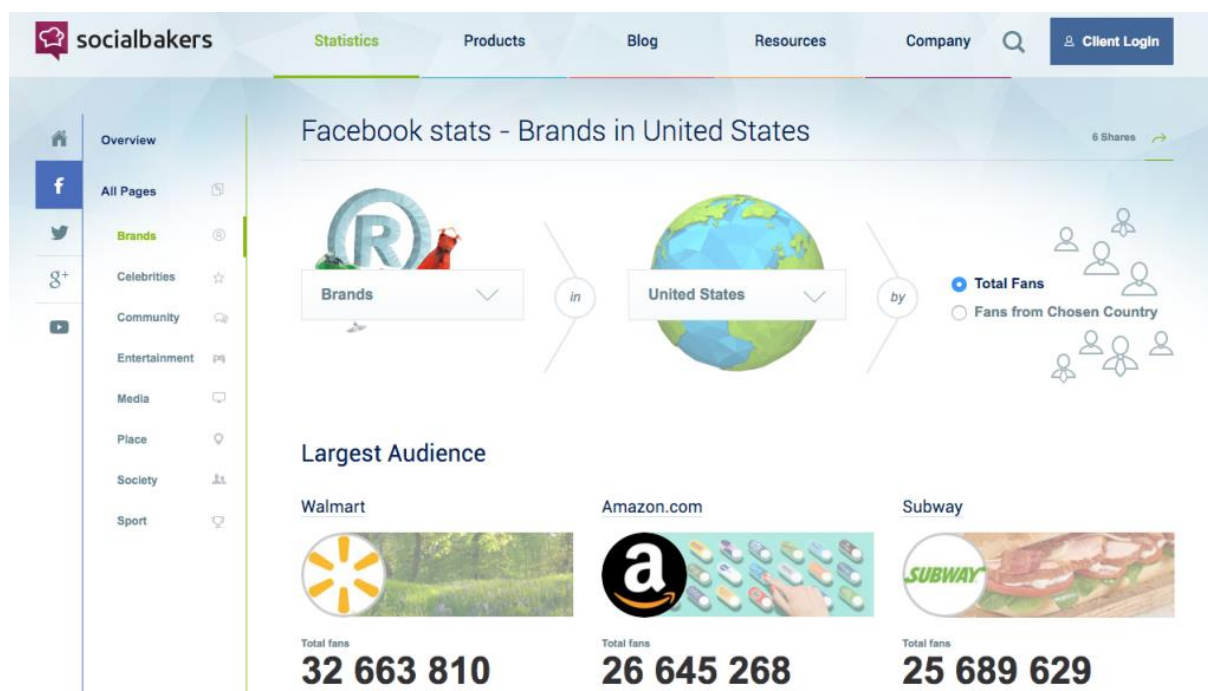 socialbakers
Statistics
Products
Blog
Resources
Company
Client Login
Facebook stats - Brands in United States
6 Shares
Overview
All Pages
Brands
Celebrities
Community
Entertainment
Media
Place
Society
Sport
f
g+
R
Brands
in
United States
by
Total Fans
Fans from Chosen Country
Largest Audience
Walmart
Amazon.com
Subway
a
SUBWAY
Total fans
Total fans
Total fans
32 663 810
26 645 268
25 689 629